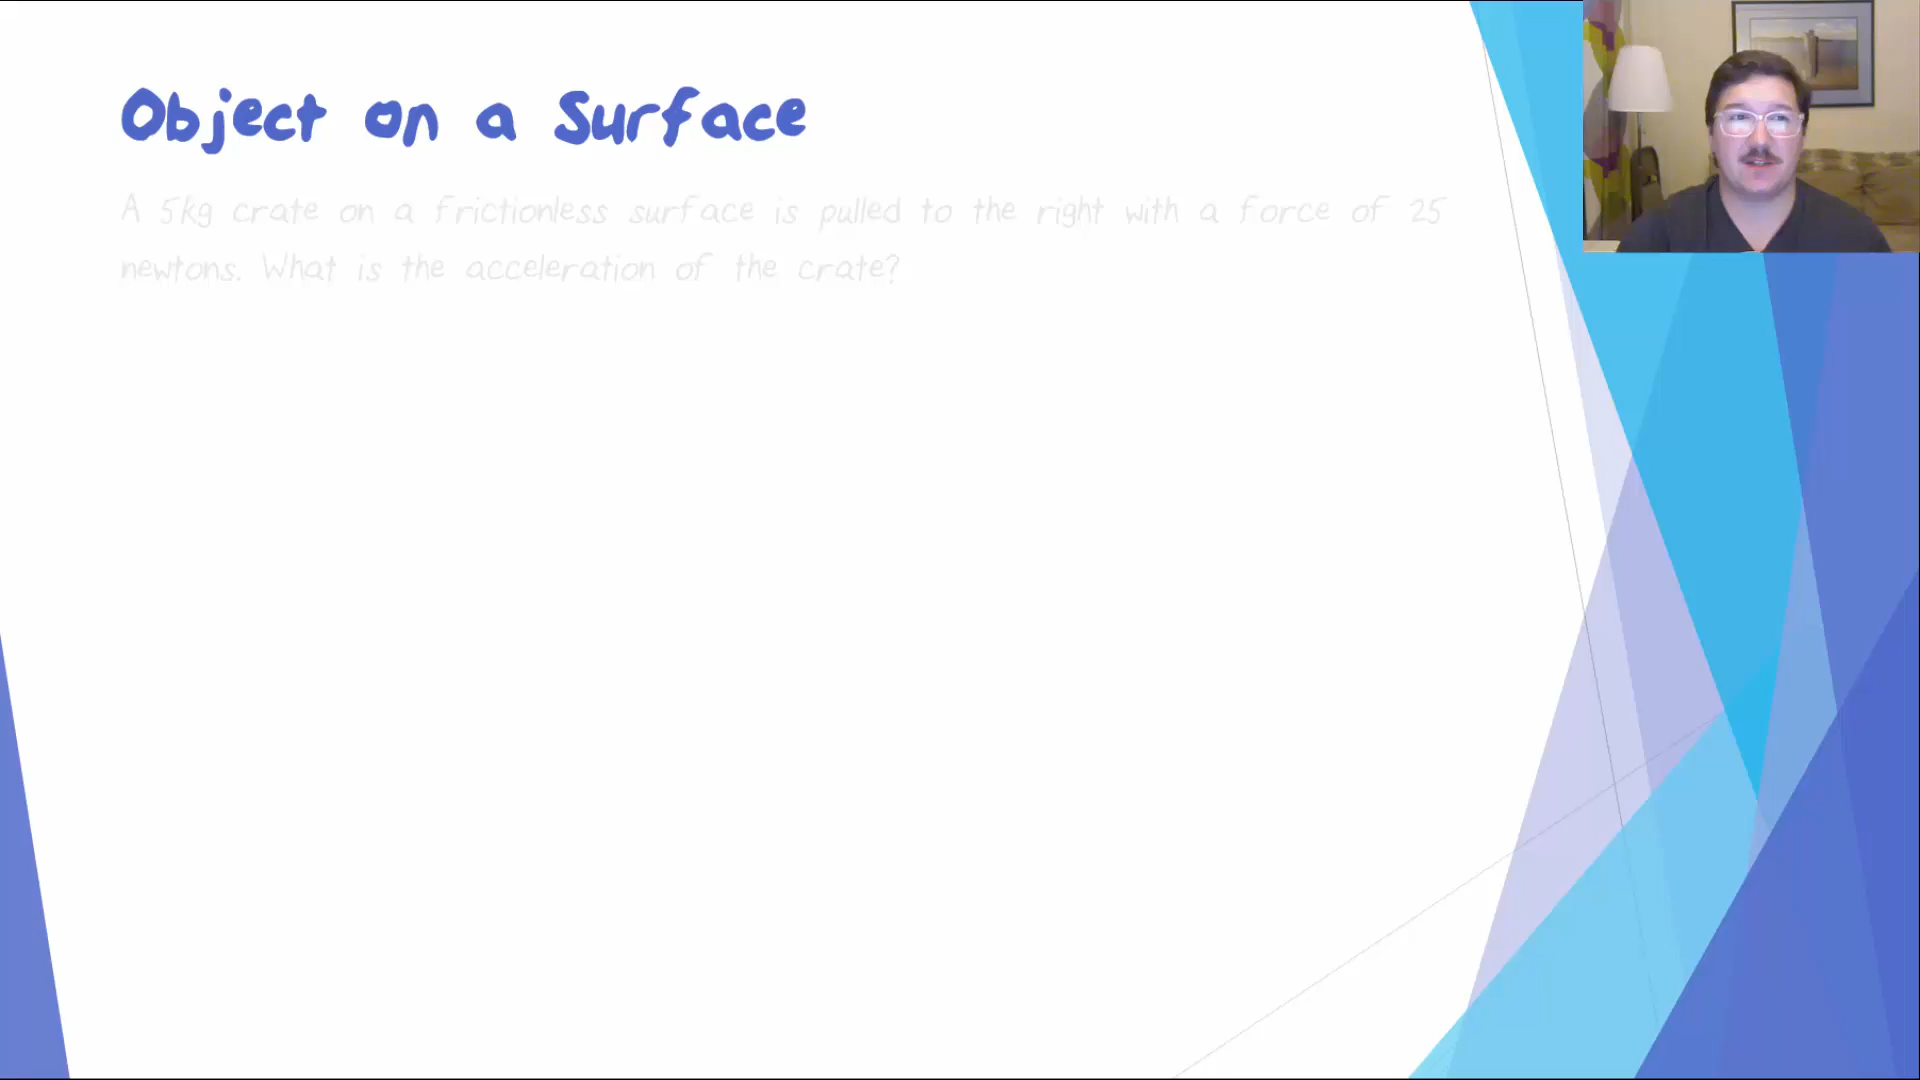 Object on a Surface
A 5kg crate on a frictionless surface is pulled to the right with a force of 25
newtons. What is the acceleration of the crate?